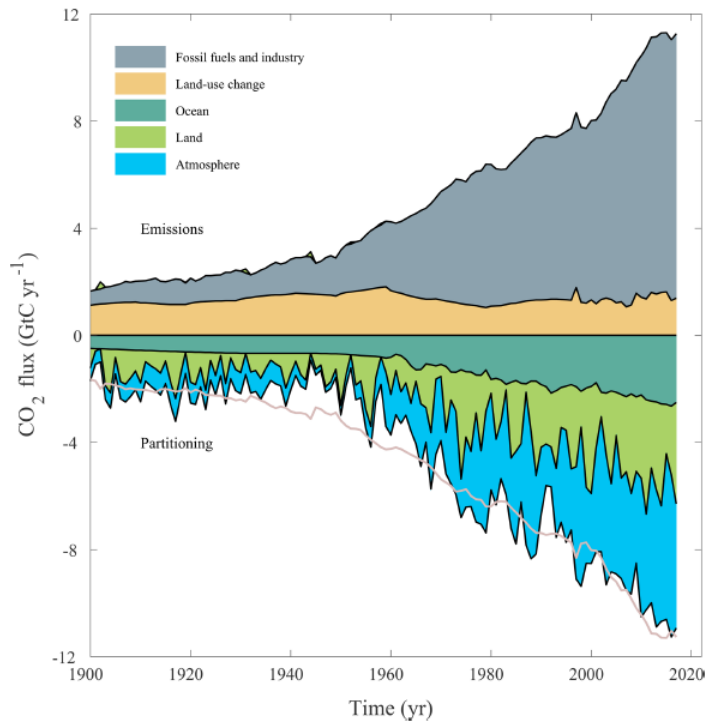 12
8
4
0
-4
-8
-12
CO2 flux (GtC yr-1)
Fossil fuels and industry
Land-use change
Ocean
Land
Atmosphere
Emissions
Partitioning
1900 1920 1940 1960 1980 2000 2020
Time (yr)